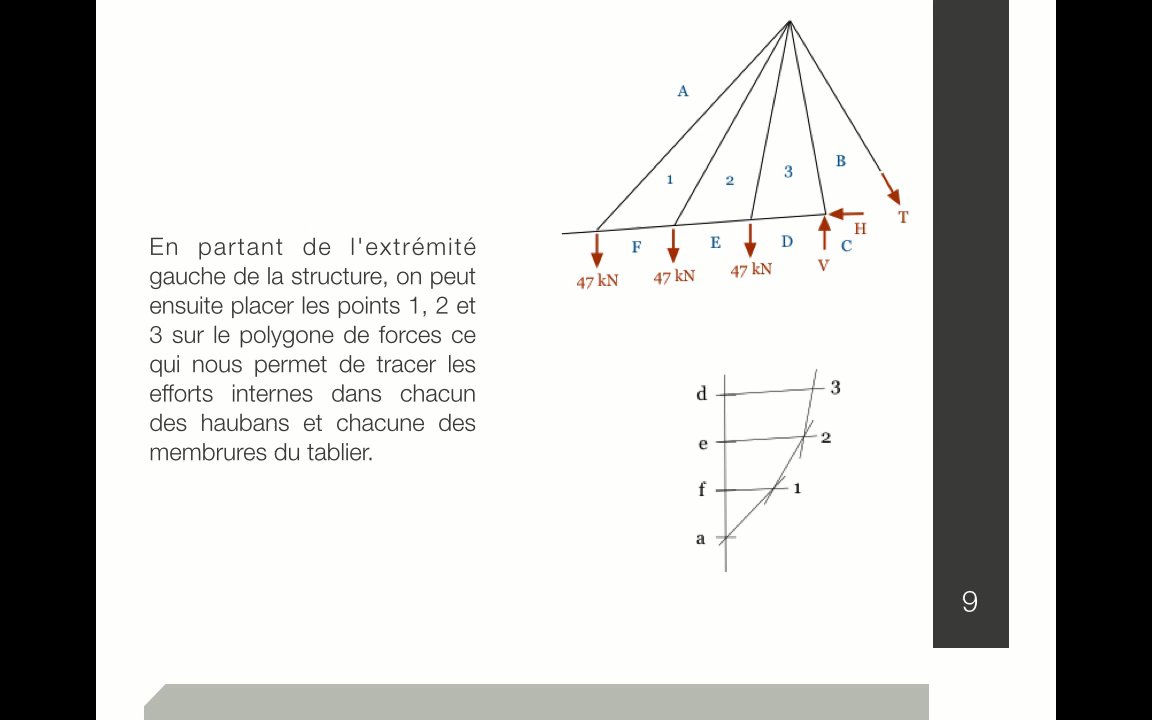 En partant de l'extrémité
gauche de la structure, on peut
ensuite placer les points 1, 2 et
3 sur le polygone de forces ce
qui nous permet de tracer les
efforts internes dans chacun
des haubans et chacune des
membrures du tablier.
A
B
3
1
2
T
H
F
E
D
C
V
47 kN
47 kN
47 kN
d
3
e
2
f
1
a
9